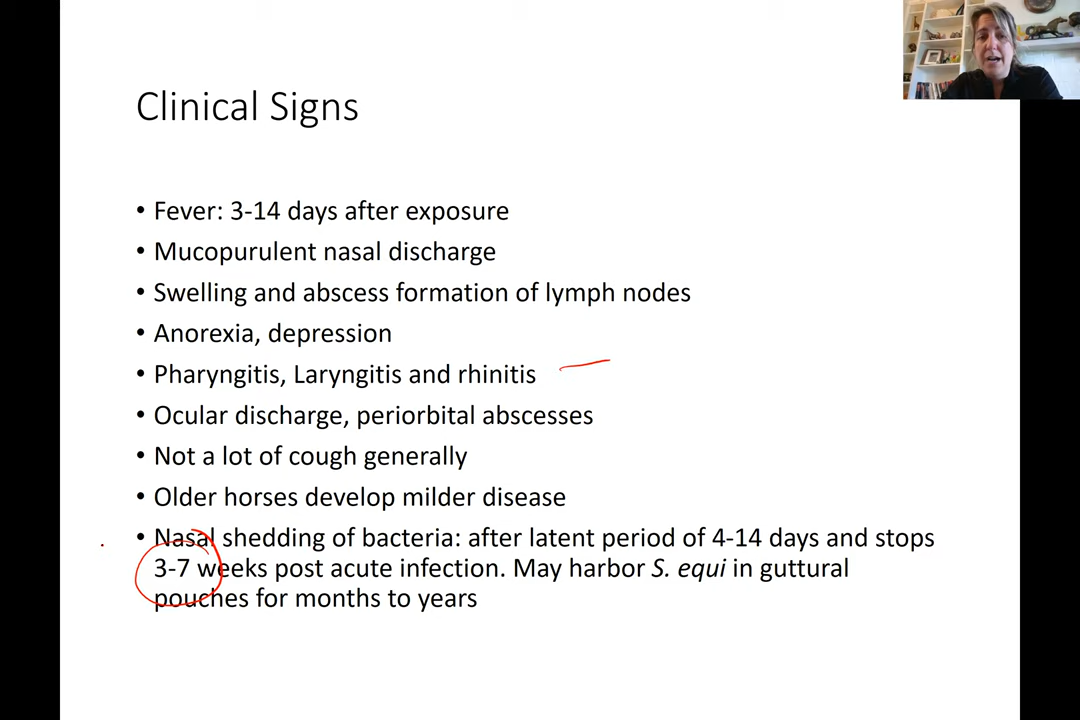 Clinical Signs
• Fever: 3-14 days after exposure
• Mucopurulent nasal discharge
• Swelling and abscess formation of lymph nodes
• Anorexia, depression
• Pharyngitis, Laryngitis and rhinitis
• Ocular discharge, periorbital abscesses
• Not a lot of cough generally
• Older horses develop milder disease
• Nasal shedding of bacteria: after latent period of 4-14 days and stops
3-7 weeks post acute infection. May harbor S. equi in guttural
pouches for months to years